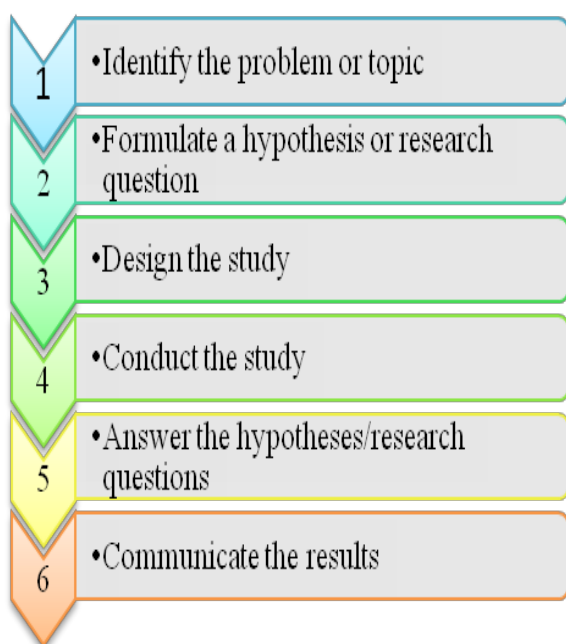 1
•Identify the problem or topic
2
•Formulate a hypothesis or research
question
3
•Design the study
4
•Conduct the study
5
•Answer the hypotheses/research
questions
6
•Communicate the results